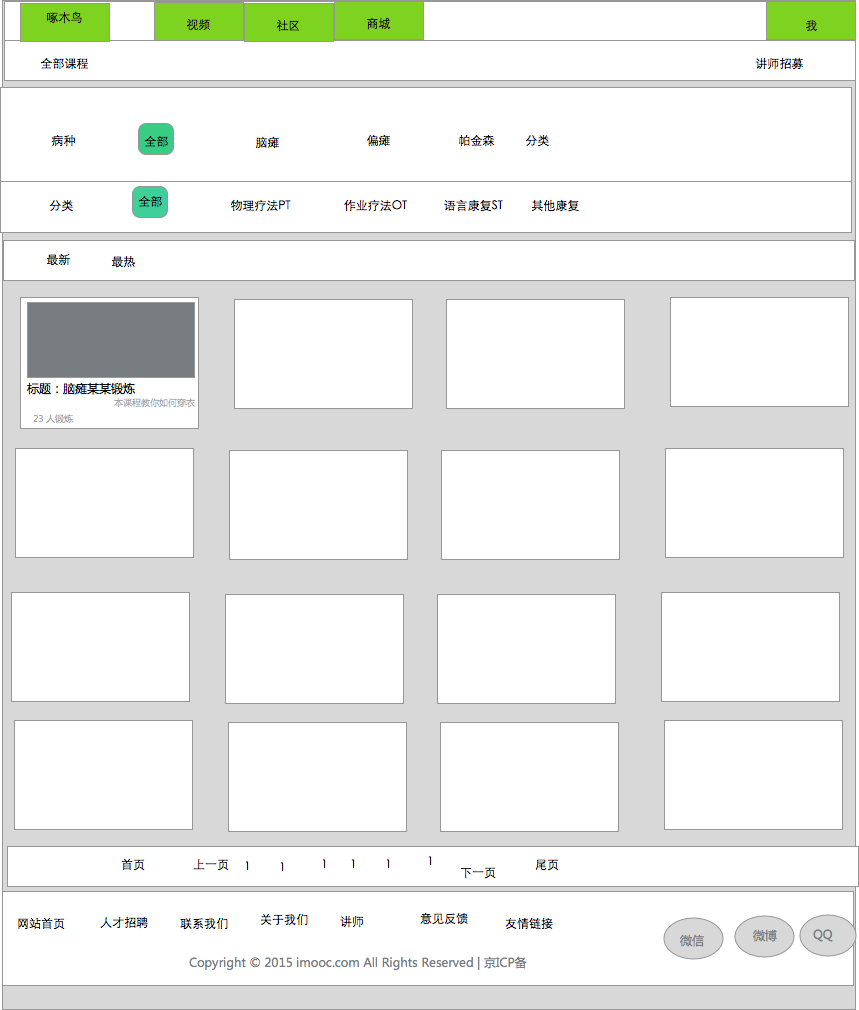 啄木鸟 视频 社区 商城 我
全部课程 讲师招募
病种 全部 脑瘫 偏瘫 帕金森 分类
分类 全部 物理疗法PT 作业疗法OT 语言康复ST 其他康复
最新 最热
标题：脑瘫某某锻炼
本课程教你如何穿衣
23 人锻炼
首页 上一页 1 1 1 1 1 1 下一页 尾页
网站首页 人才招聘 联系我们 关于我们 讲师 意见反馈 友情链接 微信 微博 QQ
Copyright © 2015 imooc.com All Rights Reserved | 京ICP备